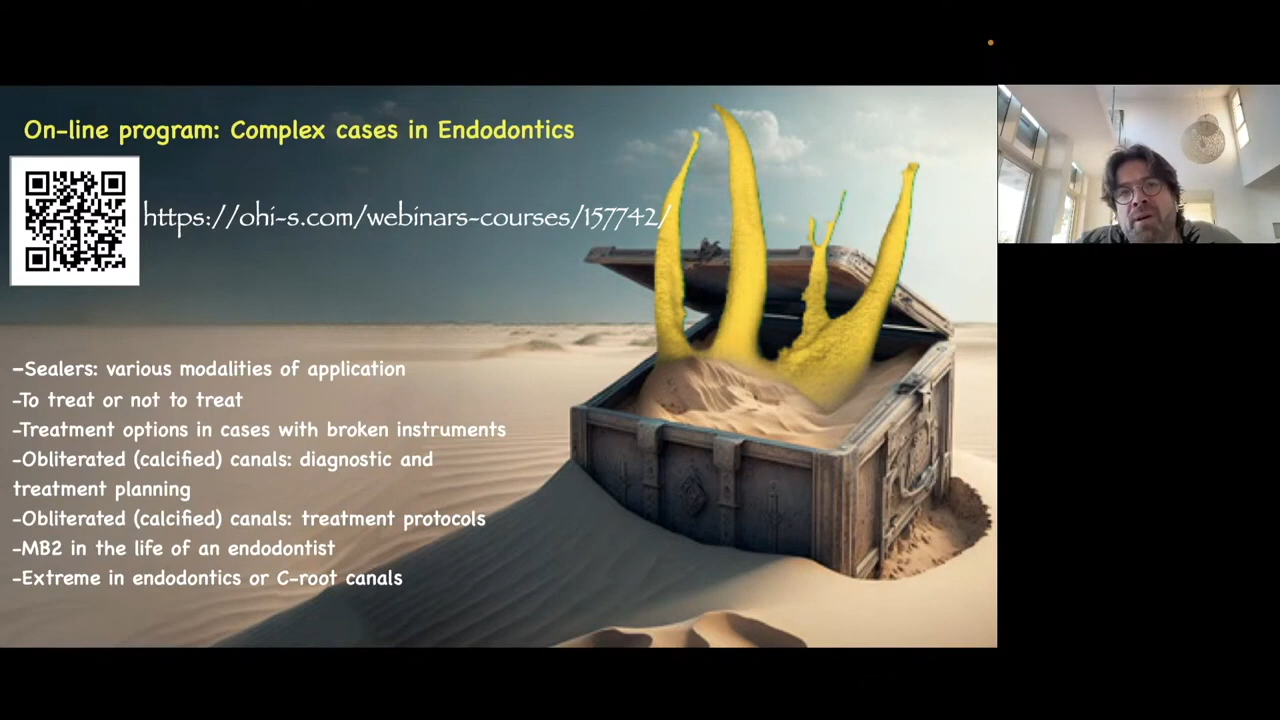 On-line program: Complex cases in Endodontics
https://ohi-s.com/webinars-courses/157742/
-Sealers: various modalities of application
-To treat or not to treat
-Treatment options in cases with broken instruments
-Obliterated (calcified) canals: diagnostic and
treatment planning
-Obliterated (calcified) canals: treatment protocols
-MB2 in the life of an endodontist
-Extreme in endodontics or C-root canals